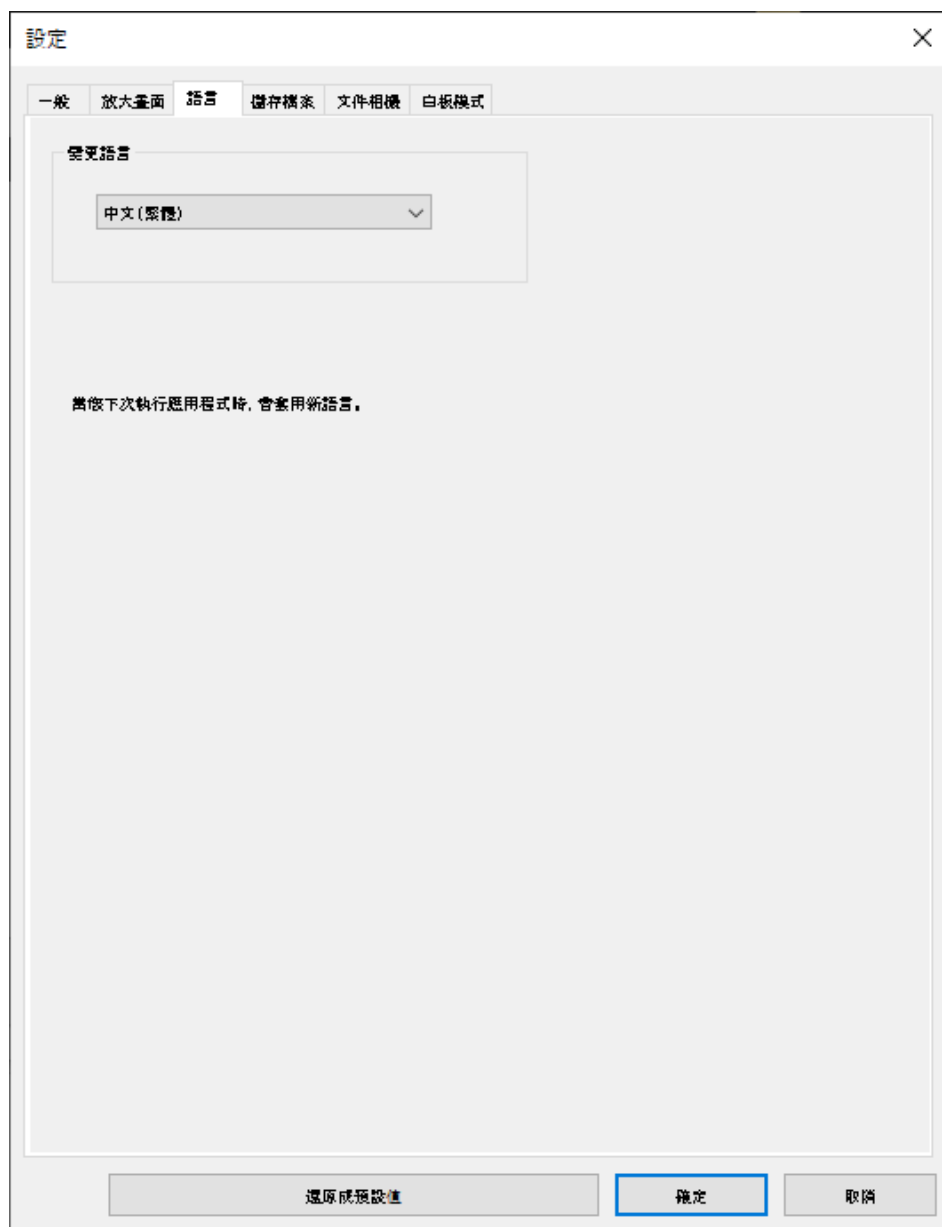 設定
一般 放大畫面 語言 儲存檔案 文件相機 白板模式
變更語言
中文(繁體)
當您下次執行應用程式時, 會套用新語言。
還原成預設值 確定 取消